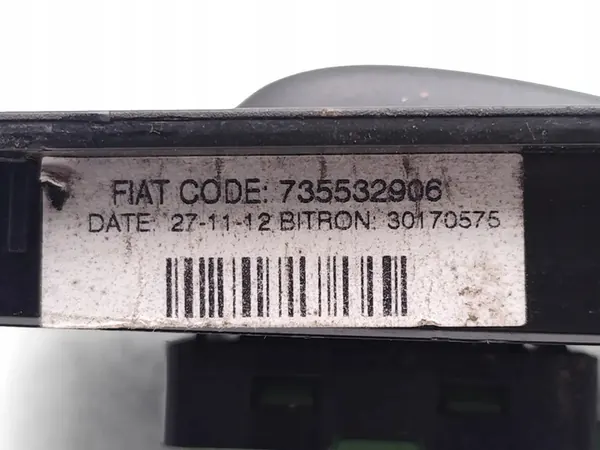 FIAT CODE: 735532906
DATE: 27-11-12 BITRON: 30170575